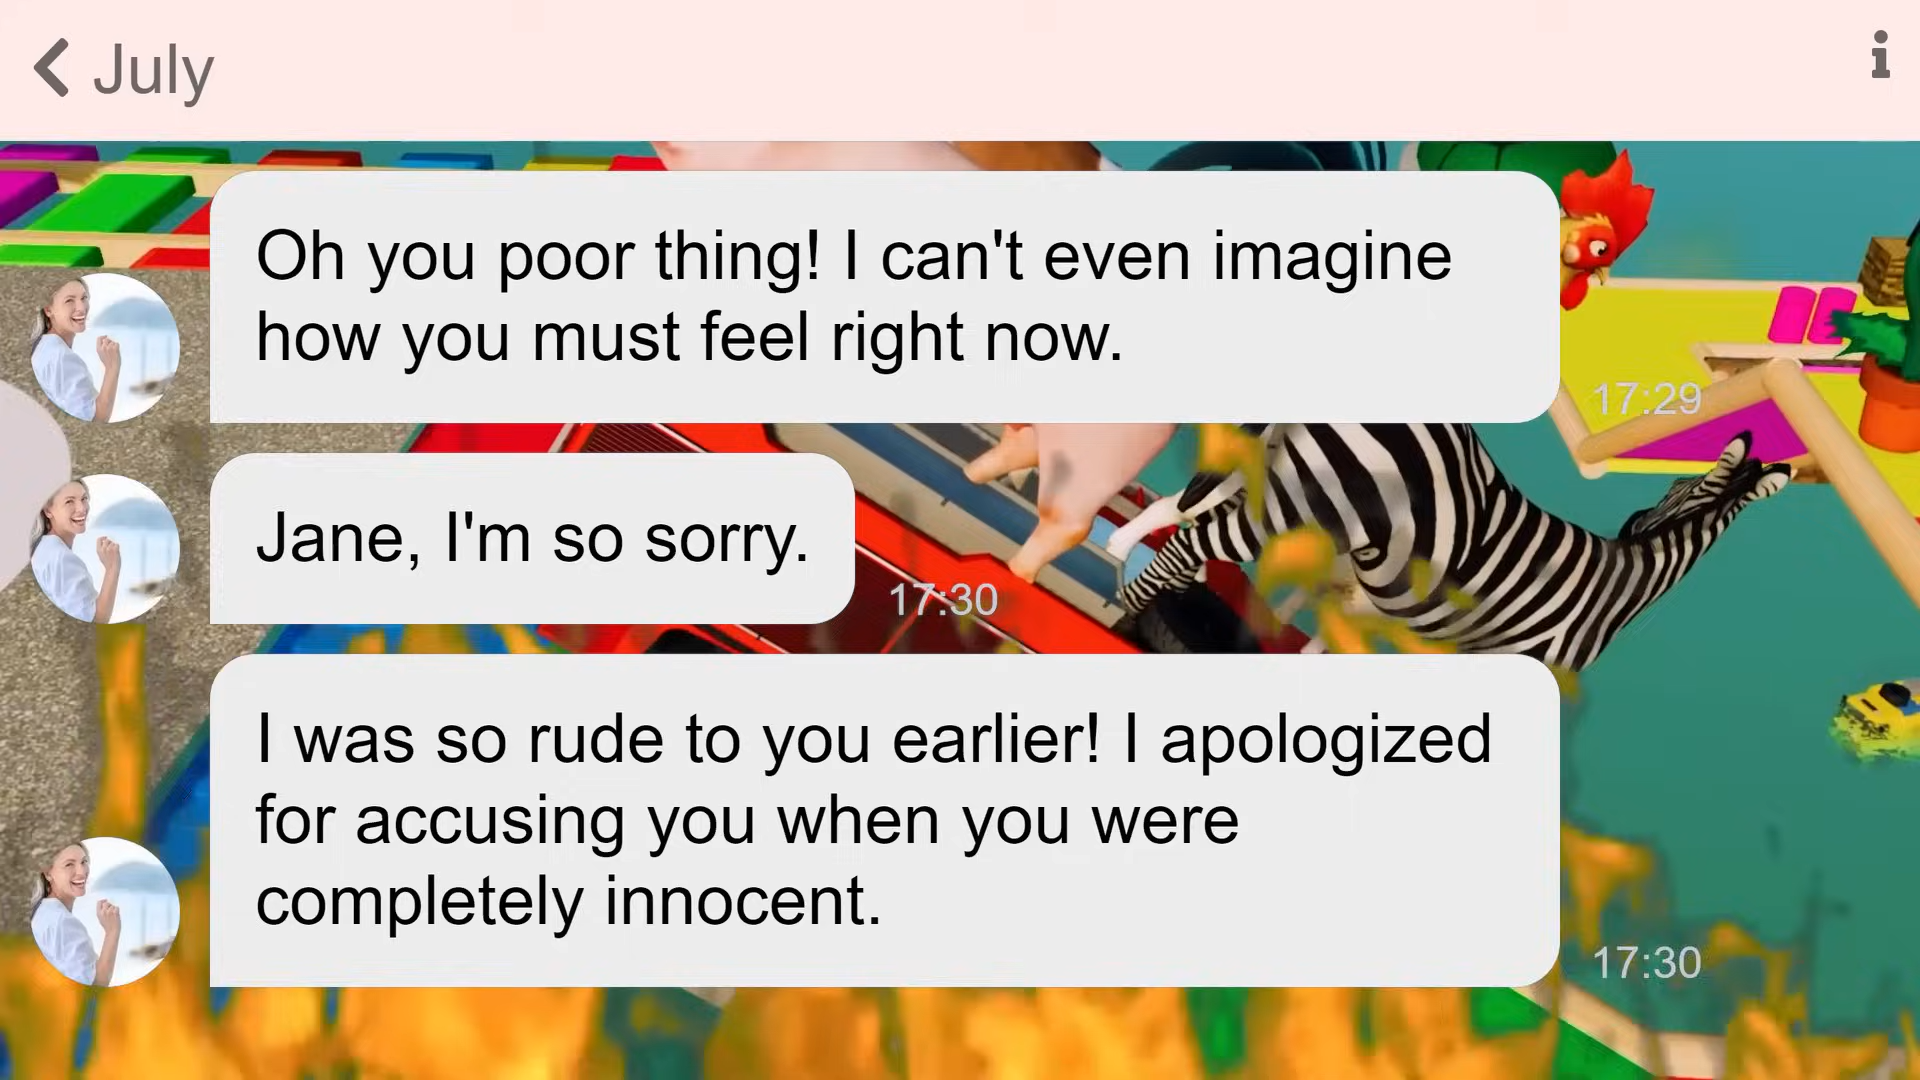 July
Oh you poor thing! I can't even imagine
how you must feel right now.
17:29
Jane, I'm so sorry.
17:30
I was so rude to you earlier! I apologized
for accusing you when you were
completely innocent.
17:30